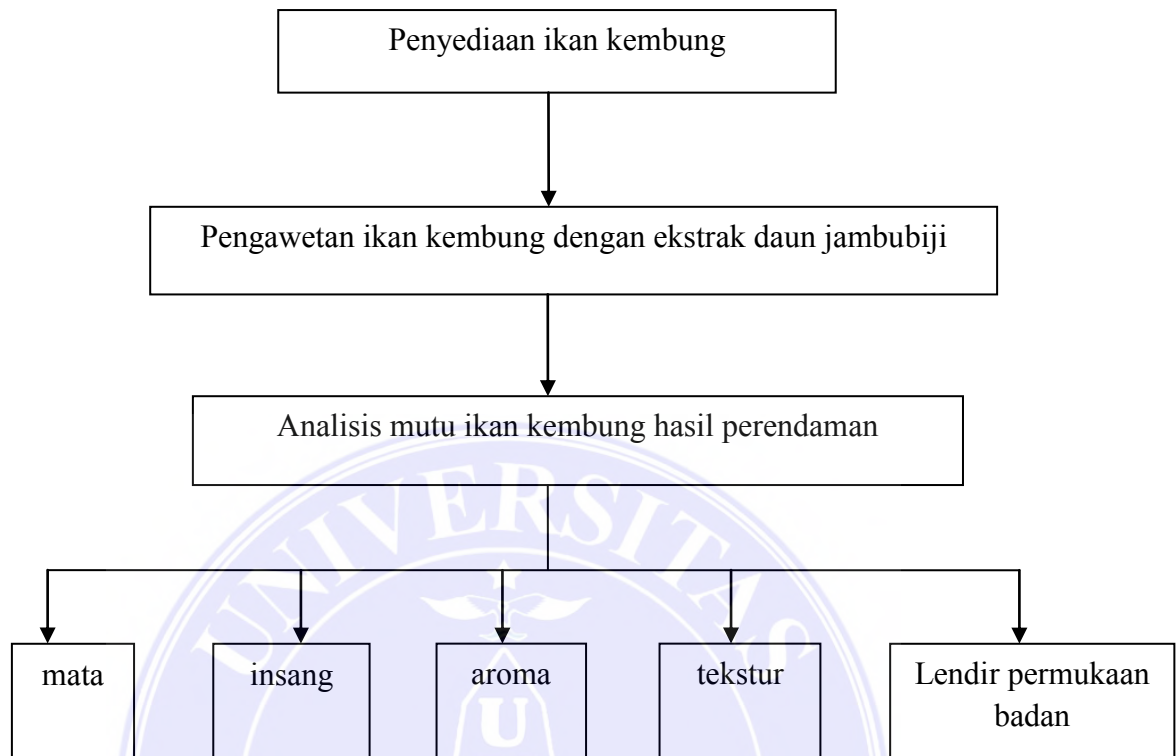 Penyediaan ikan kembung
Pengawetan ikan kembung dengan ekstrak daun jambubiji
Analisis mutu ikan kembung hasil perendaman
UNIVERSITAS
mata
insang
aroma
tekstur
Lendir permukaan
badan
U